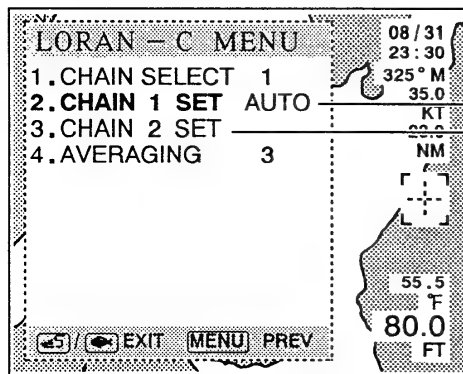 LORAN – C MENU
1. CHAIN SELECT 1
2. CHAIN 1 SET AUTO
3. CHAIN 2 SET
4. AVERAGING 3
EXIT MENU PREV
08/31
23:30
325° M
35.0
KT
NM
55.5
°F
80.0
FT